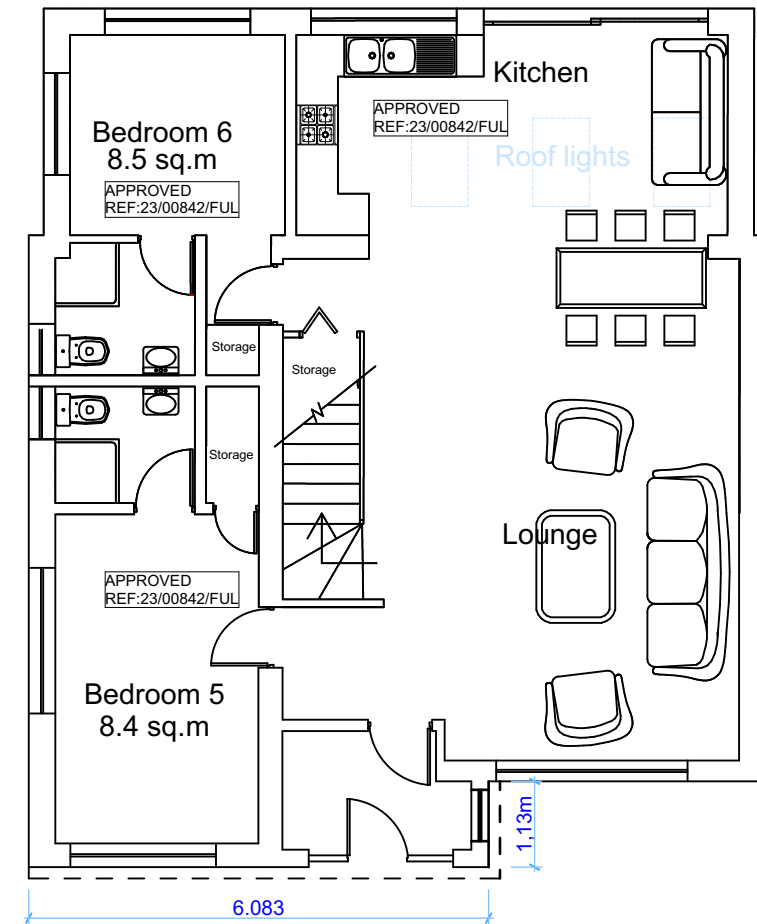 Kitchen
APPROVED
REF:23/00842/FUL
Roof lights
Bedroom 6
8.5 sq.m
APPROVED
REF:23/00842/FUL
Storage
Storage
Storage
Lounge
APPROVED
REF:23/00842/FUL
Bedroom 5
8.4 sq.m
1,13m
6.083